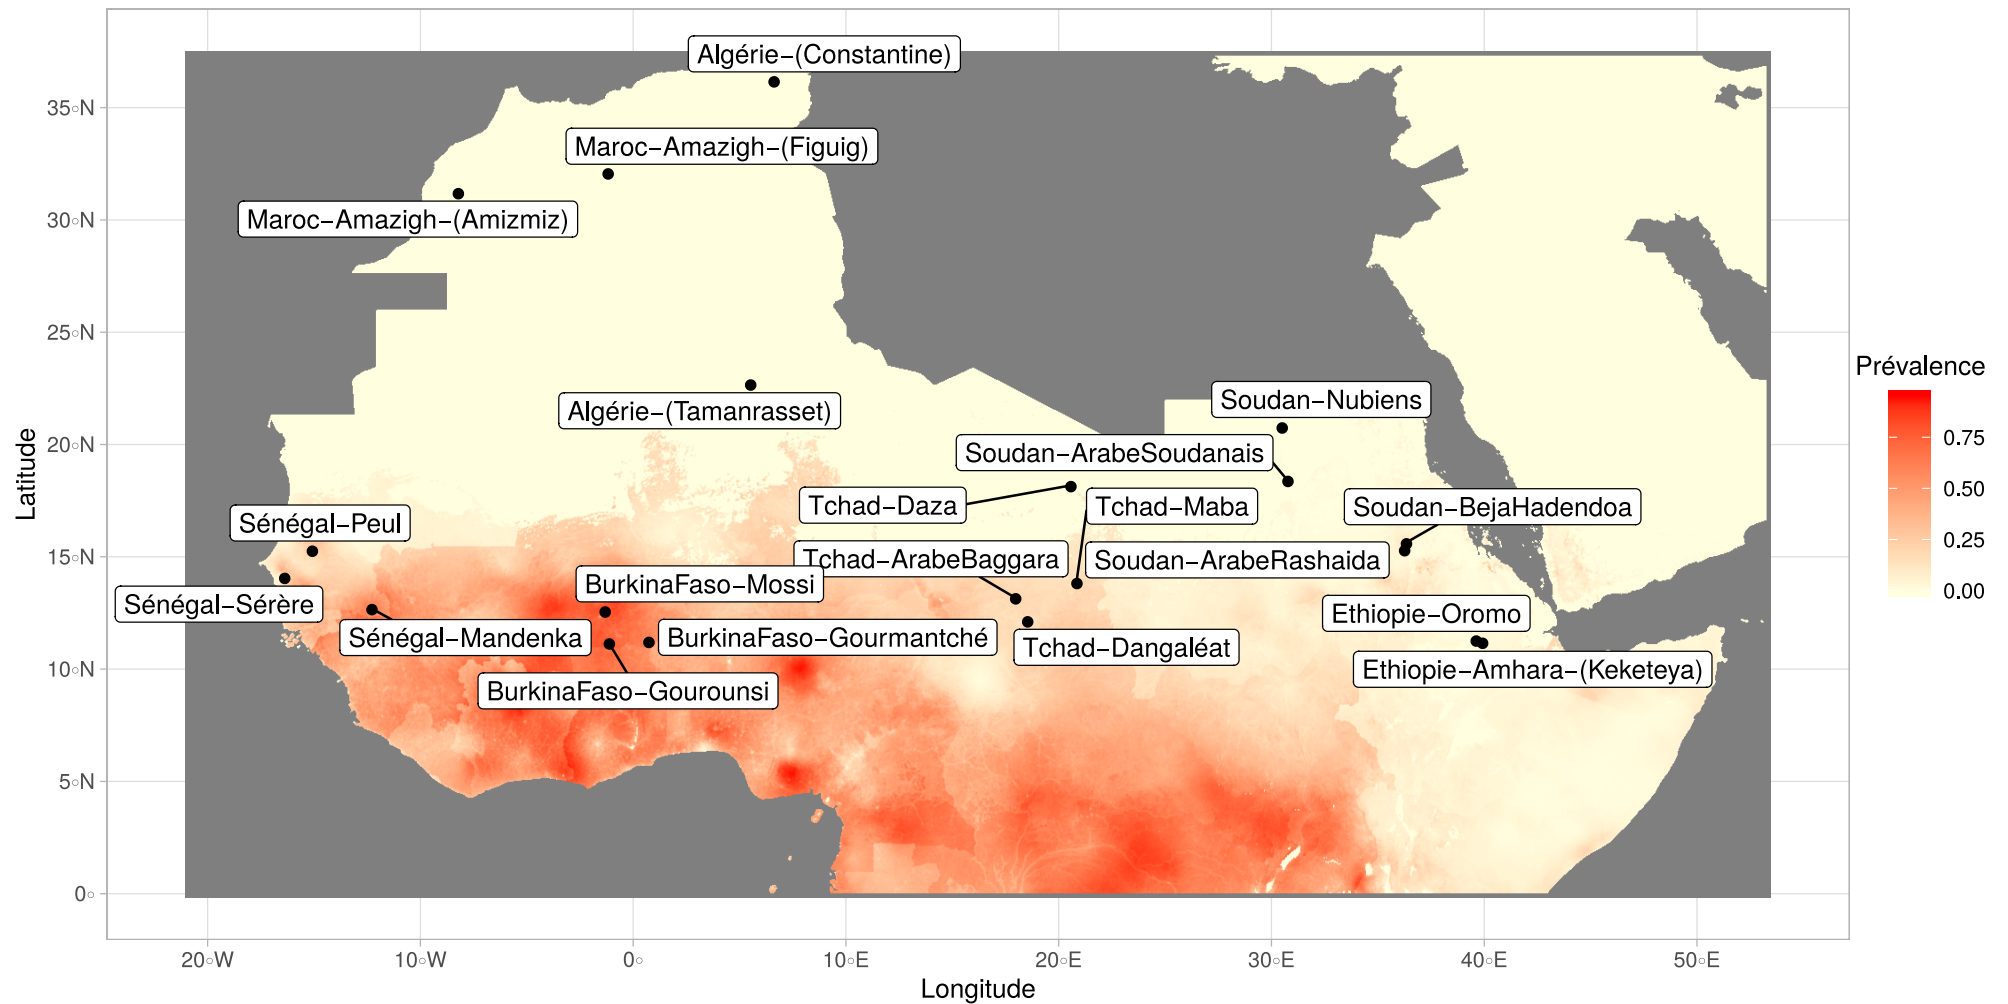 Algérie−(Constantine)
35◦N
Maroc−Amazigh−(Figuig)
30◦N
Maroc−Amazigh−(Amizmiz)
25◦N
Prévalence
Algérie−(Tamanrasset)
Soudan−Nubiens
0.75
20◦N
Soudan−ArabeSoudanais
Latitude
0.50
Tchad−Daza
Tchad−Maba
Soudan−BejaHadendoa
Sénégal−Peul
0.25
15◦N
Tchad−ArabeBaggara
Soudan−ArabeRashaida
BurkinaFaso−Mossi
0.00
Sénégal−Sérère
Ethiopie−Oromo
Sénégal−Mandenka
BurkinaFaso−Gourmantché
Tchad−Dangaléat
10◦N
Ethiopie−Amhara−(Keketeya)
BurkinaFaso−Gourounsi
5◦N
0◦
20◦W
10◦W
0◦
10◦E
20◦E
30◦E
40◦E
50◦E
Longitude